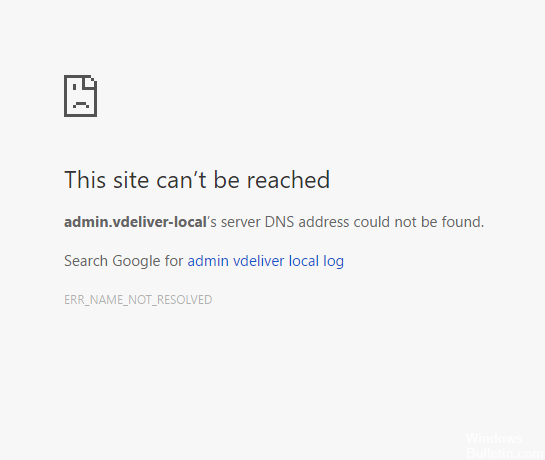 This site can’t be reached
admin.vdeliver-local’s server DNS address could not be found.
Search Google for admin vdeliver local log
ERR_NAME_NOT_RESOLVED
Windows
Bulletin.com